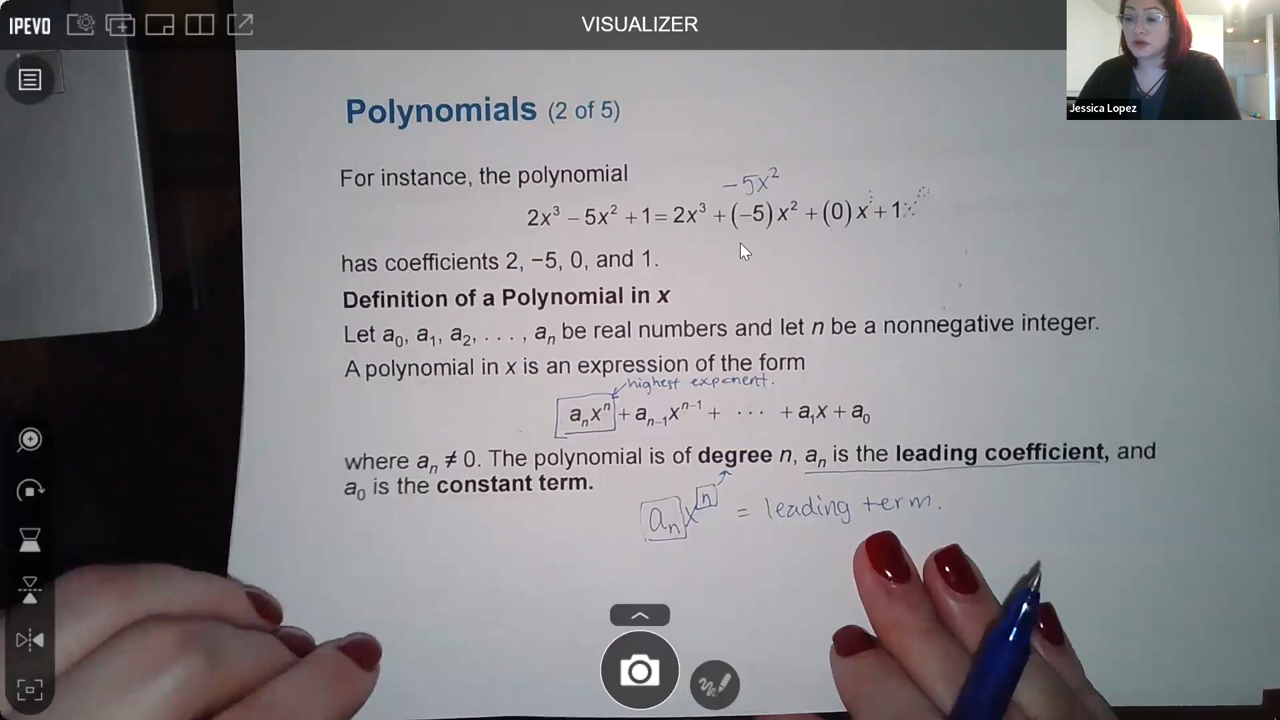 IPEVO
VISUALIZER
Jessica Lopez
Polynomials (2 of 5)
For instance, the polynomial
-5x²
2x³ − 5x² + 1 = 2x³ + (−5)x² + (0)x + 1
has coefficients 2, −5, 0, and 1.
Definition of a Polynomial in x
Let a₀, a₁, a₂, . . . , aₙ be real numbers and let n be a nonnegative integer.
A polynomial in x is an expression of the form
highest exponent.
aₙxⁿ + aₙ₋₁xⁿ⁻¹ + ··· + a₁x + a₀
where aₙ ≠ 0. The polynomial is of degree n, aₙ is the leading coefficient, and
a₀ is the constant term.
aₙxⁿ = leading term.